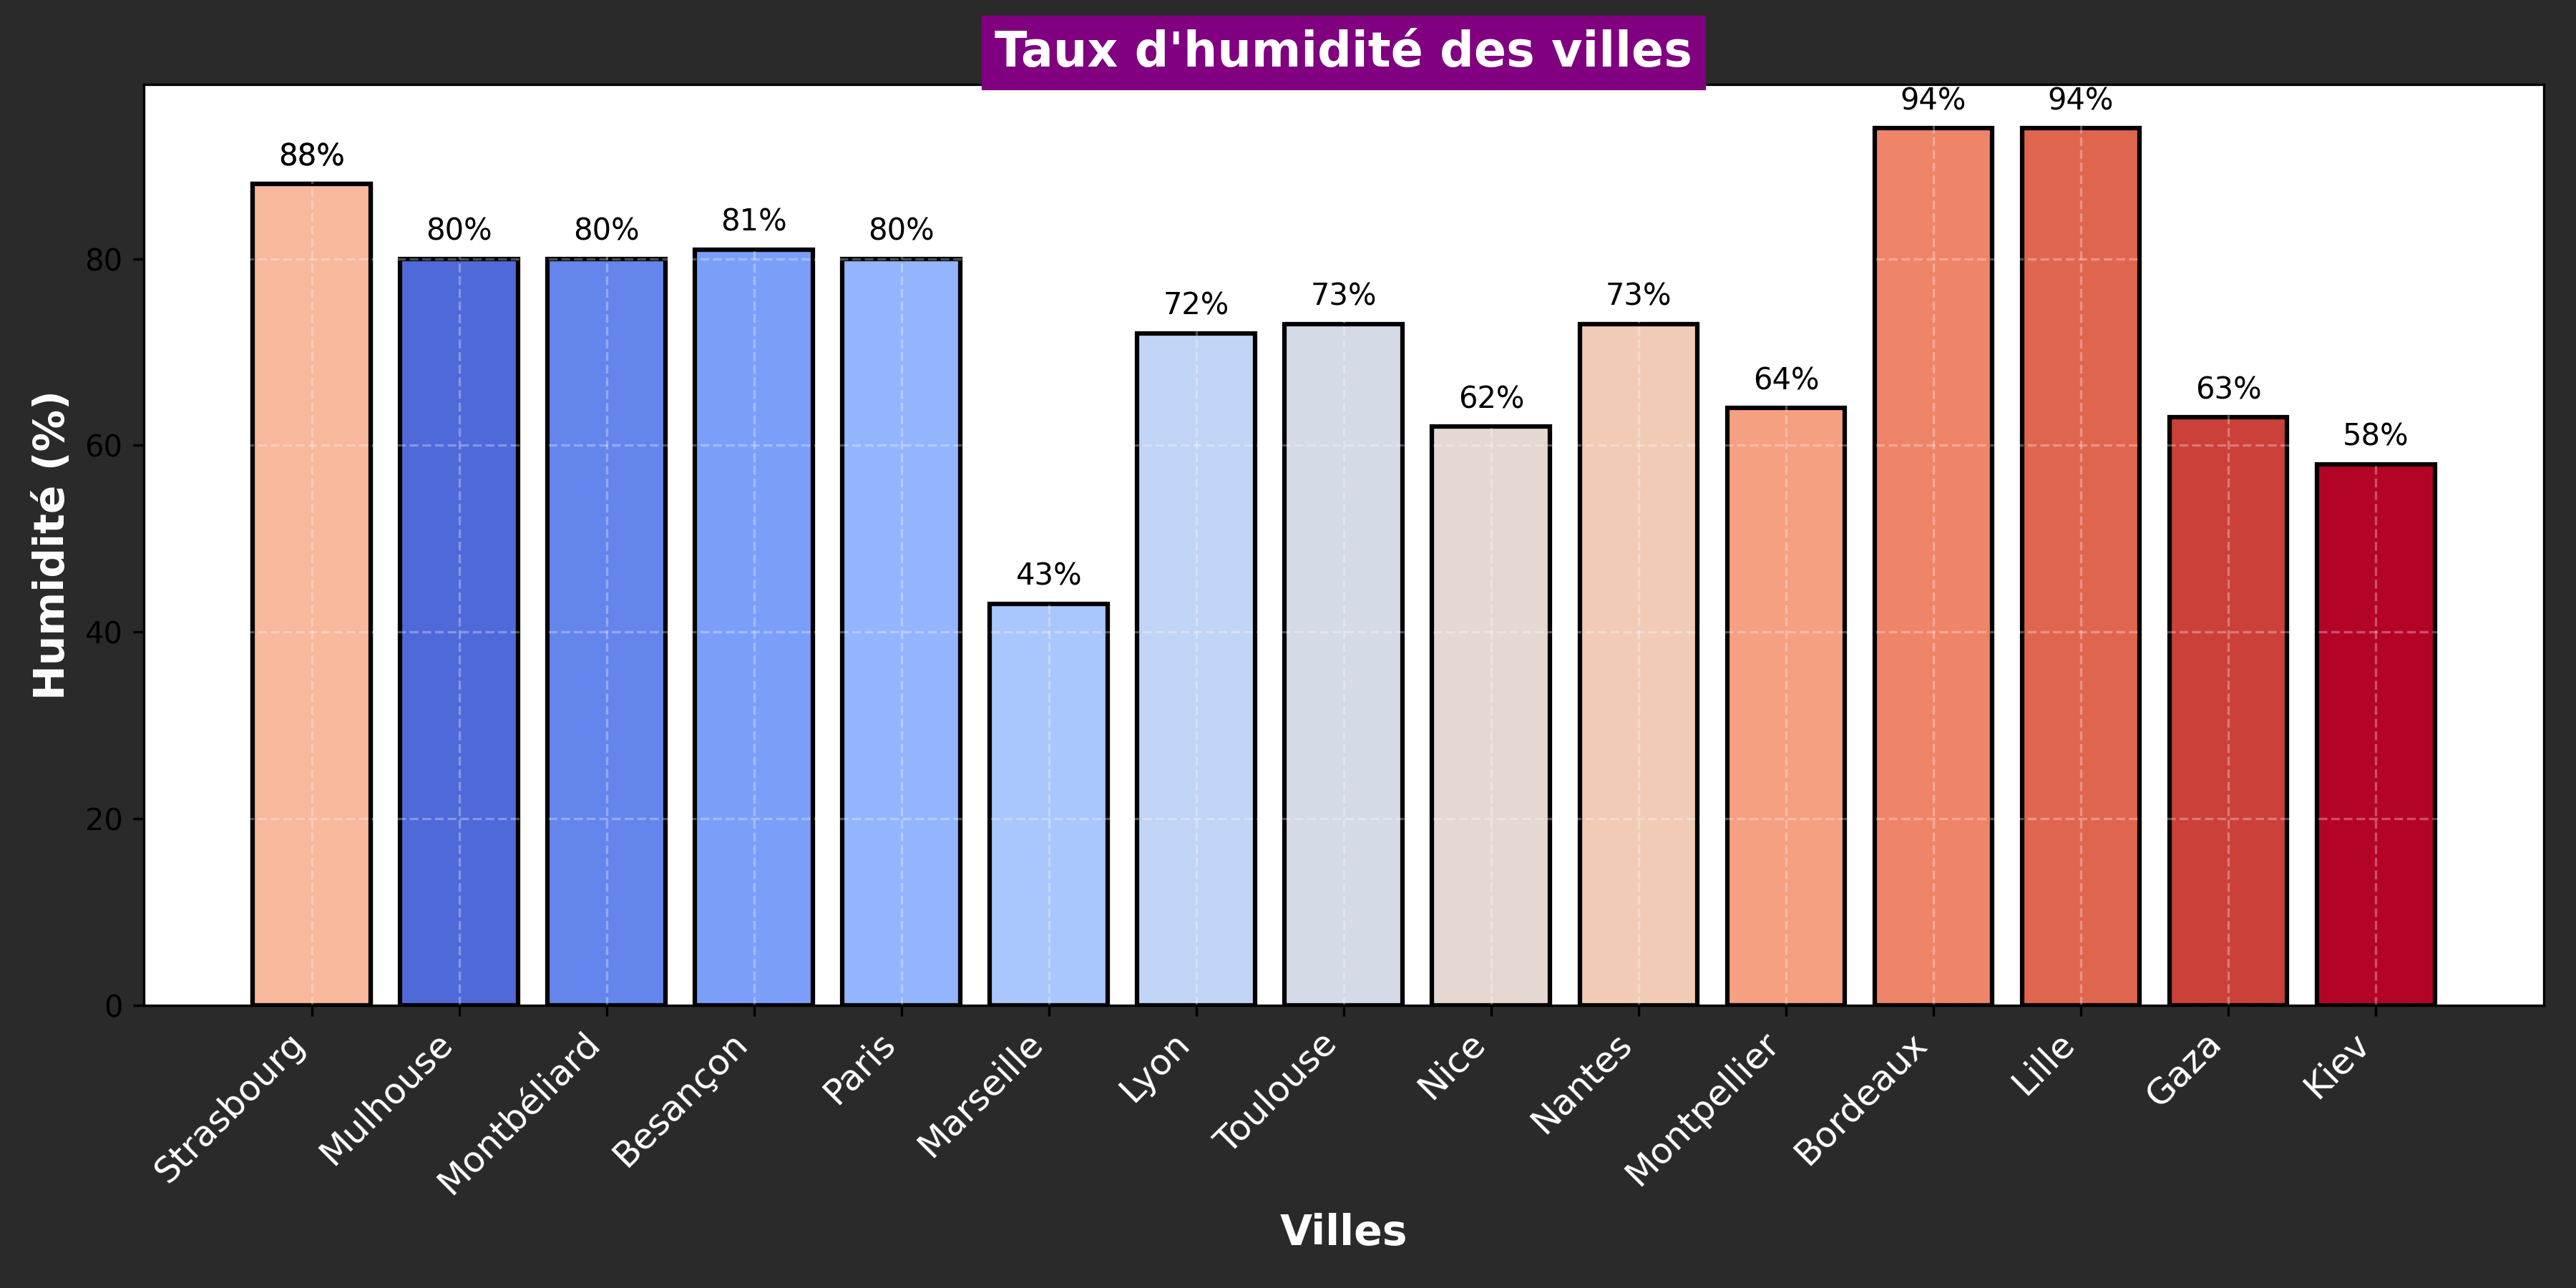 Taux d'humidité des villes
94% 94%
88%
80% 80% 81% 80%
72% 73% 73%
62% 64% 63%
58%
43%
Humidité (%)
80
60
40
20
0
Strasbourg
Mulhouse
Montbéliard
Besançon
Paris
Marseille
Lyon
Toulouse
Nice
Nantes
Montpellier
Bordeaux
Lille
Gaza
Kiev
Villes